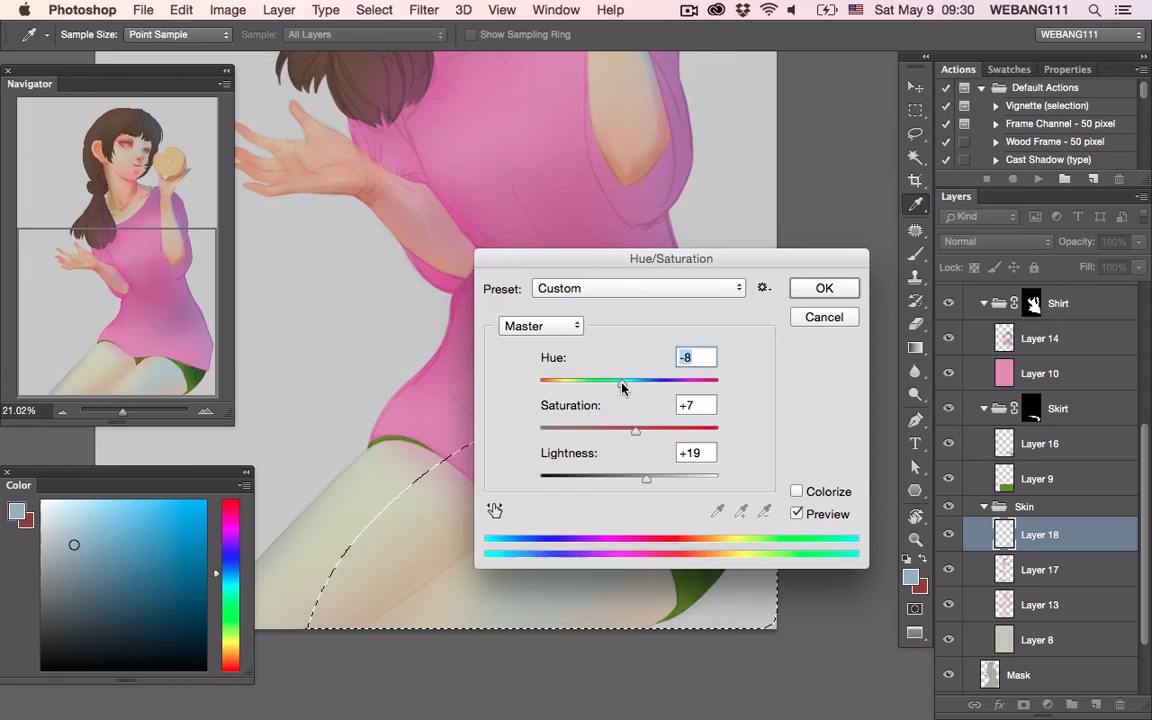 Photoshop File Edit Image Layer Type Select Filter 3D View Window Help Sat May 9 09:30 WEBANG111
Sample Size: Point Sample Sample: All Layers Show Sampling Ring WEBANG111
Navigator
21.02%
Color
Actions Swatches Properties
Default Actions
Vignette (selection)
Frame Channel - 50 pixel
Wood Frame - 50 pixel
Cast Shadow (type)
Layers
Kind
Normal Opacity: 100%
Lock: Fill: 100%
Shirt
Layer 14
Layer 10
Skirt
Layer 16
Layer 9
Skin
Layer 18
Layer 17
Layer 13
Layer 8
Mask
Hue/Saturation
Preset: Custom OK
Cancel
Master
Hue: -8
Saturation: +7
Lightness: +19
Colorize
Preview